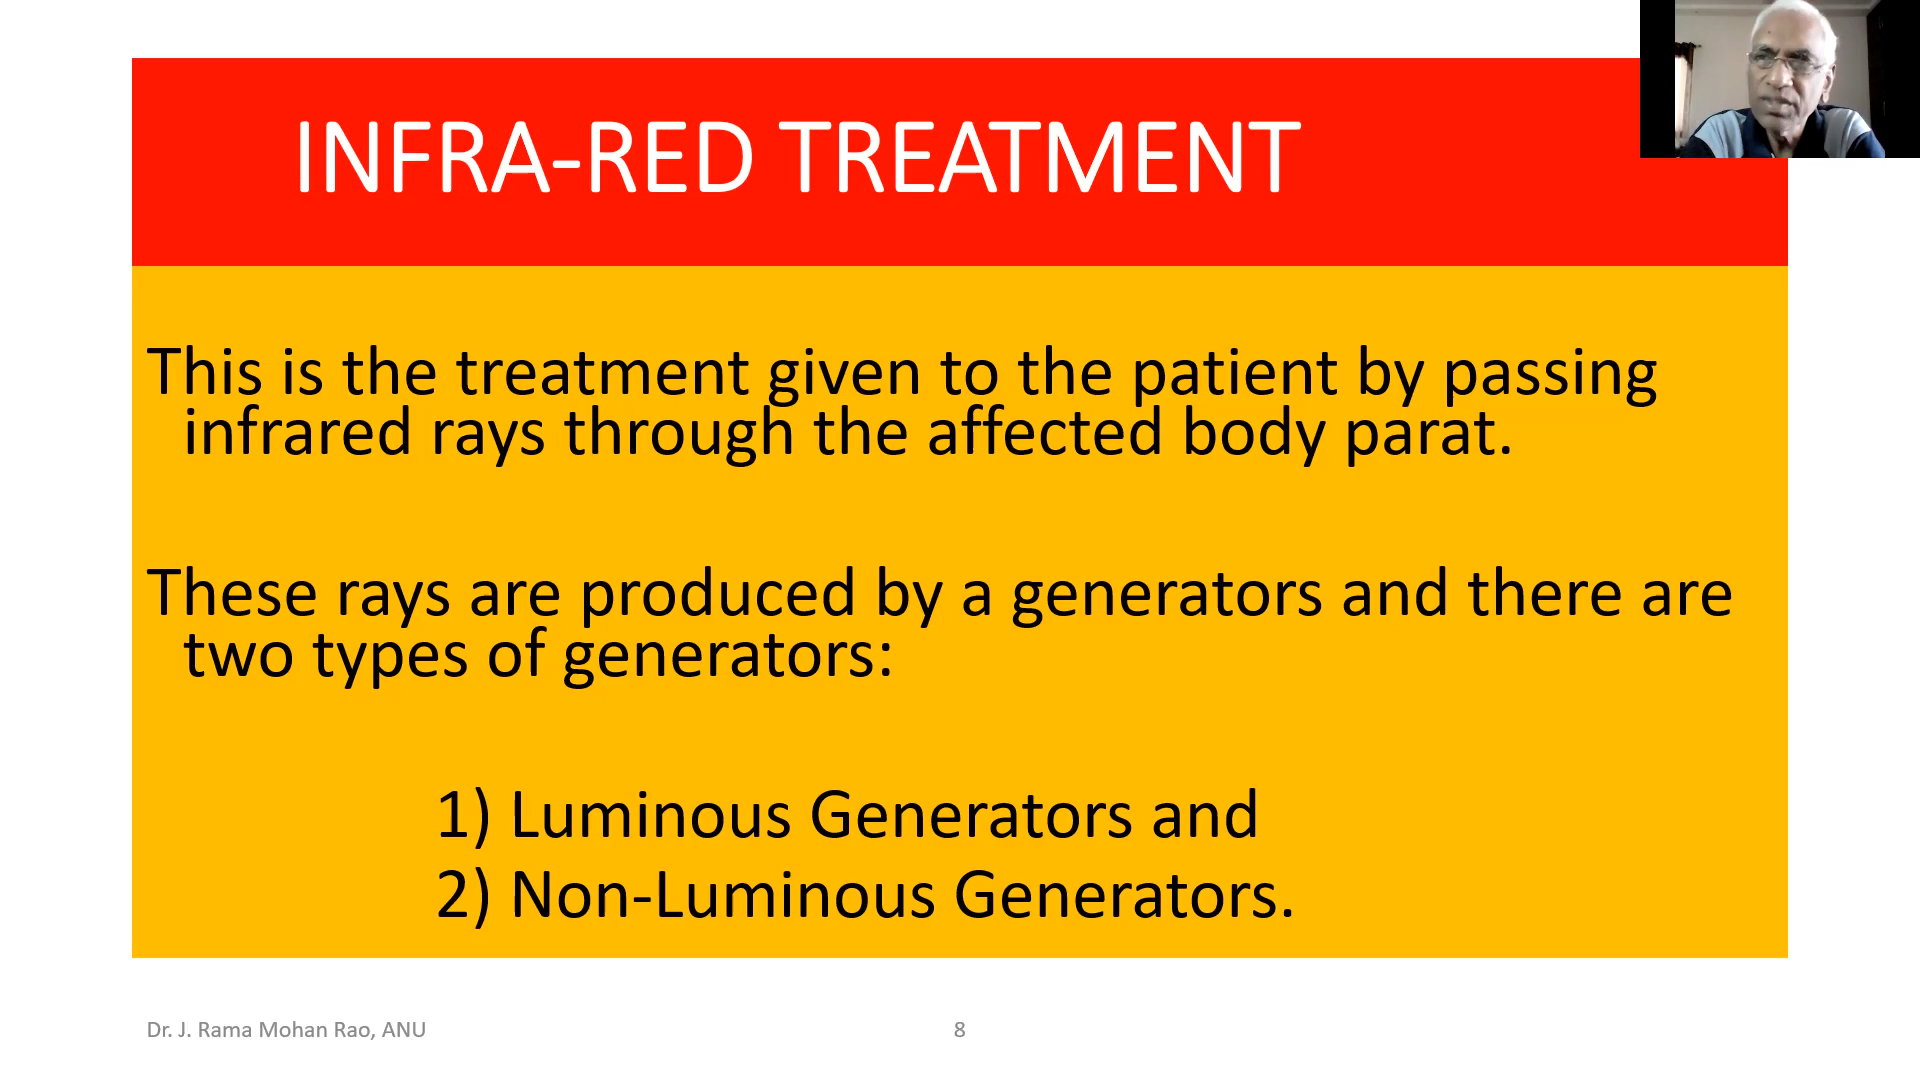 INFRA-RED TREATMENT
This is the treatment given to the patient by passing
infrared rays through the affected body parat.
These rays are produced by a generators and there are
two types of generators:
1) Luminous Generators and
2) Non-Luminous Generators.
Dr. J. Rama Mohan Rao, ANU
8